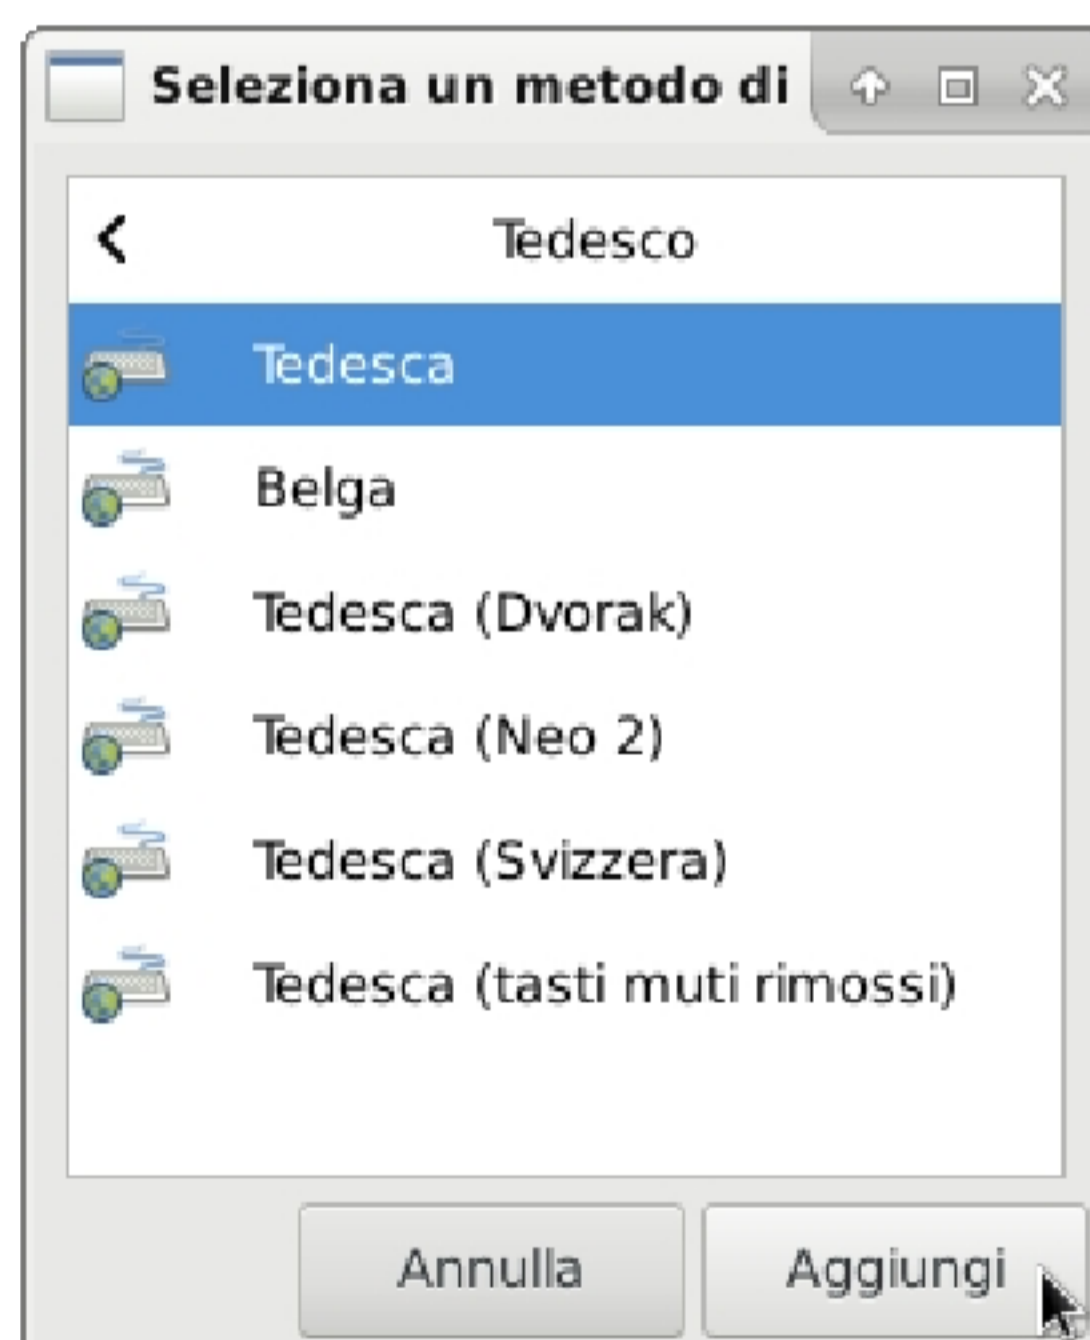 Seleziona un metodo di
Tedesco
Tedesca
Belga
Tedesca (Dvorak)
Tedesca (Neo 2)
Tedesca (Svizzera)
Tedesca (tasti muti rimossi)
Annulla Aggiungi